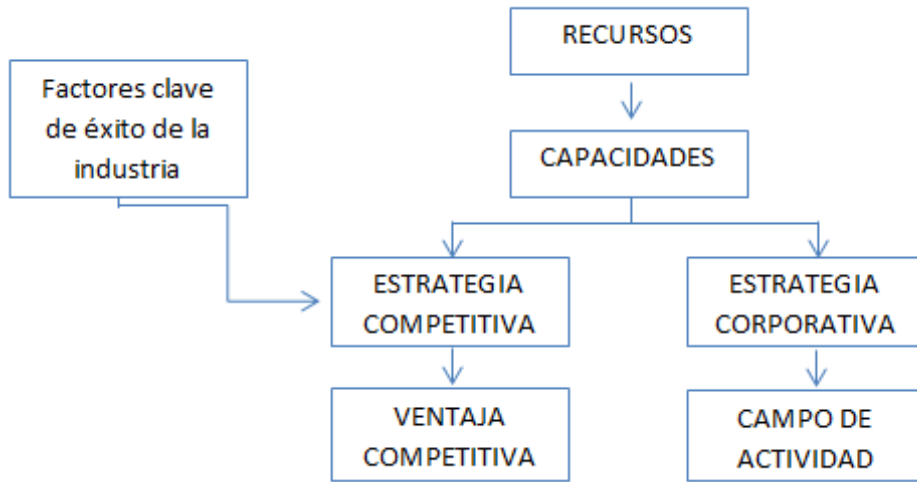 RECURSOS
Factores clave
de éxito de la
industria
CAPACIDADES
ESTRATEGIA
COMPETITIVA
ESTRATEGIA
CORPORATIVA
VENTAJA
COMPETITIVA
CAMPO DE
ACTIVIDAD